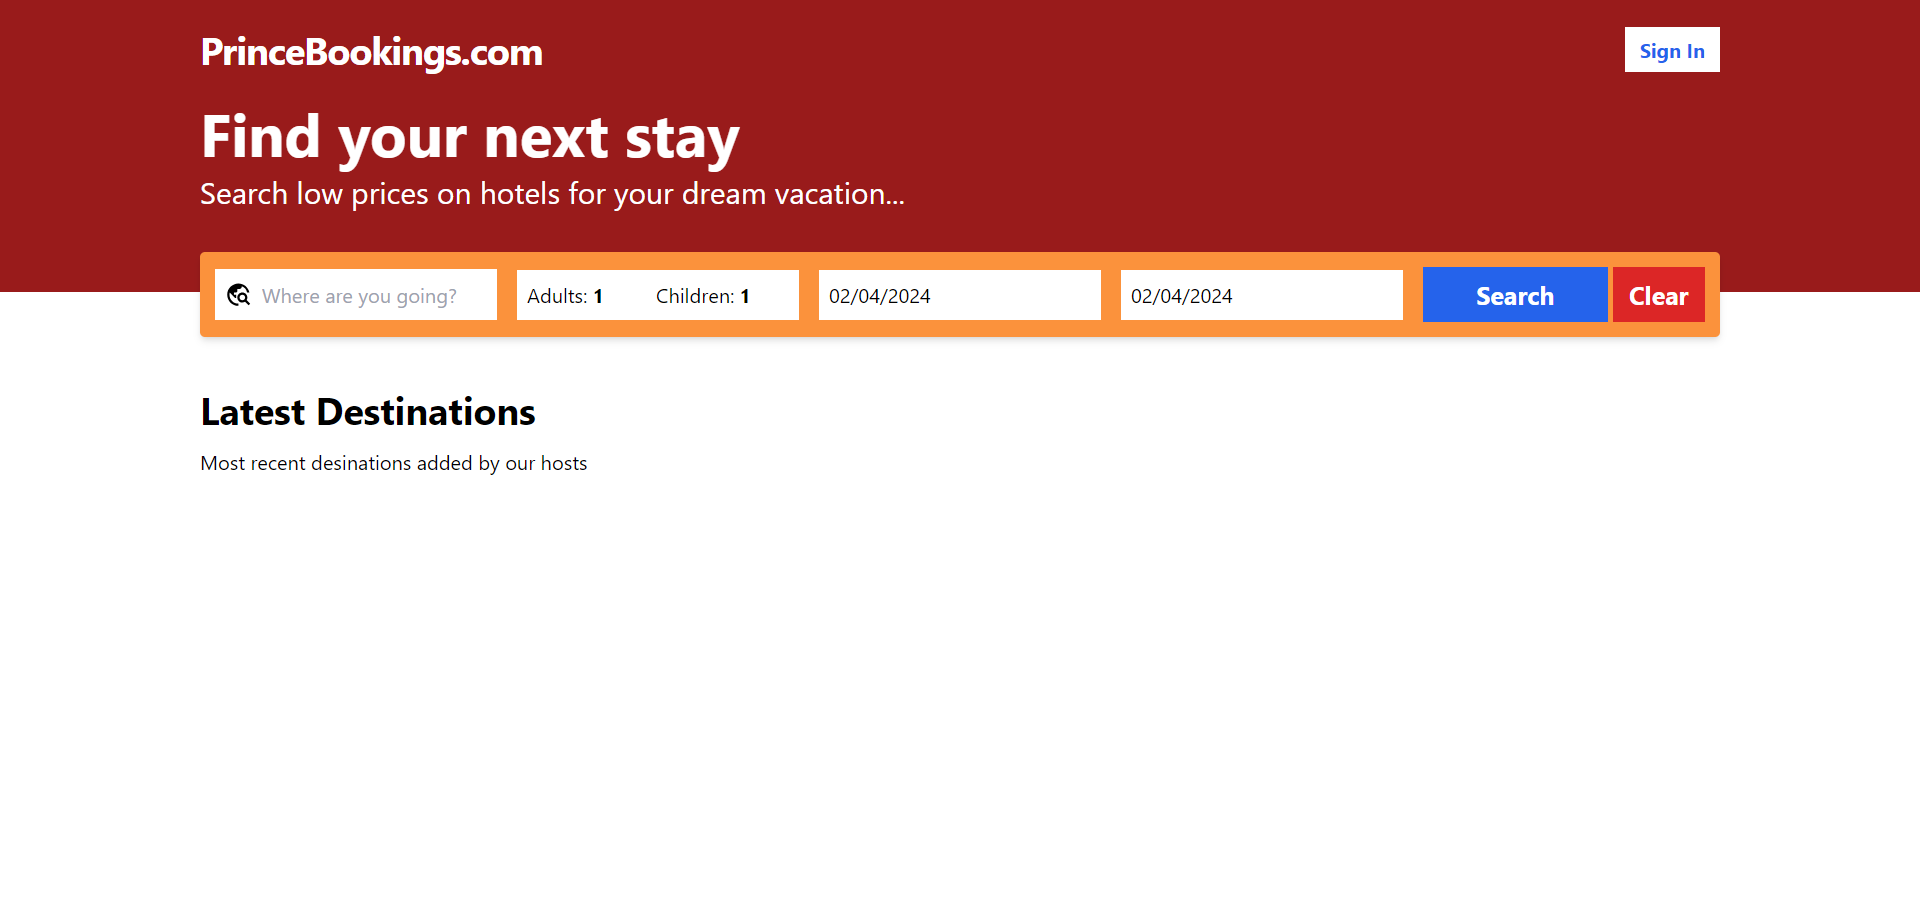 PrinceBookings.com
Sign In
Find your next stay
Search low prices on hotels for your dream vacation...
Where are you going?
Adults: 1
Children: 1
02/04/2024
02/04/2024
Search
Clear
Latest Destinations
Most recent desinations added by our hosts